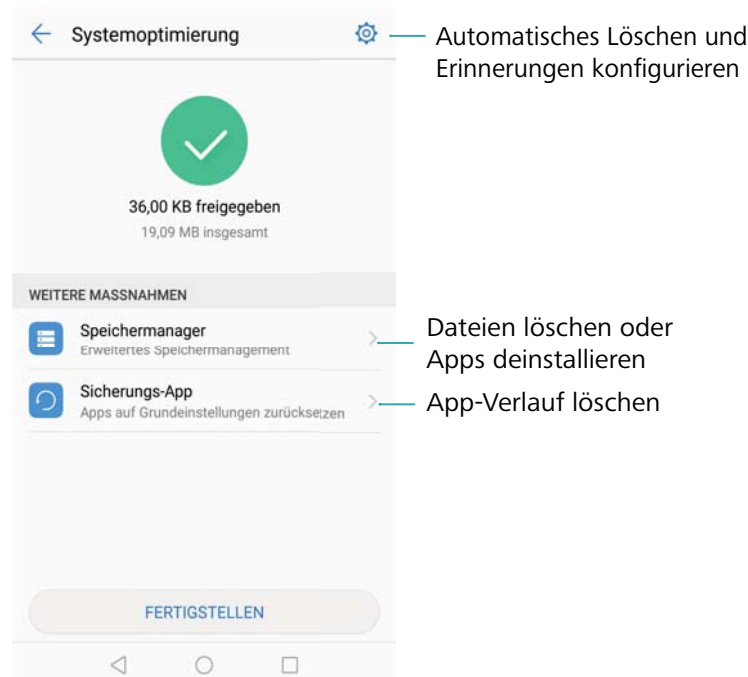 Systemoptimierung
Automatisches Löschen und
Erinnerungen konfigurieren
36,00 KB freigegeben
19,09 MB insgesamt
WEITERE MASSNAHMEN
Speichermanager
Erweitertes Speichermanagement
Dateien löschen oder
Apps deinstallieren
Sicherungs-App
Apps auf Grundeinstellungen zurücksetzen
App-Verlauf löschen
FERTIGSTELLEN